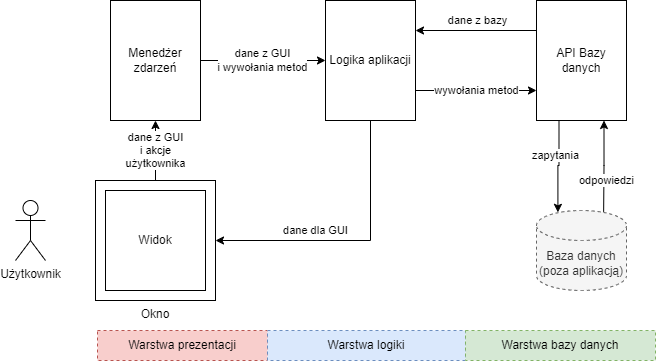 Menedżer
zdarzeń
dane z GUI
i wywołania metod
Logika aplikacji
dane z bazy
wywołania metod
API Bazy
danych
dane z GUI
i akcje
użytkownika
zapytania
odpowiedzi
Użytkownik
Widok
dane dla GUI
Baza danych
(poza aplikacją)
Okno
Warstwa prezentacji
Warstwa logiki
Warstwa bazy danych